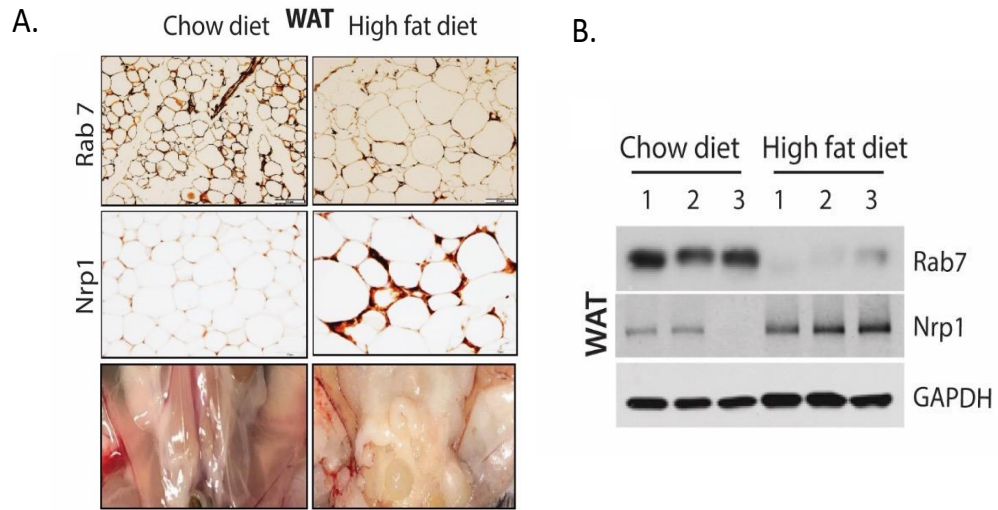 A.
WAT
Chow diet High fat diet
Rab 7
Nrp1
B.
Chow diet High fat diet
1 2 3 1 2 3
WAT
Rab7
Nrp1
GAPDH